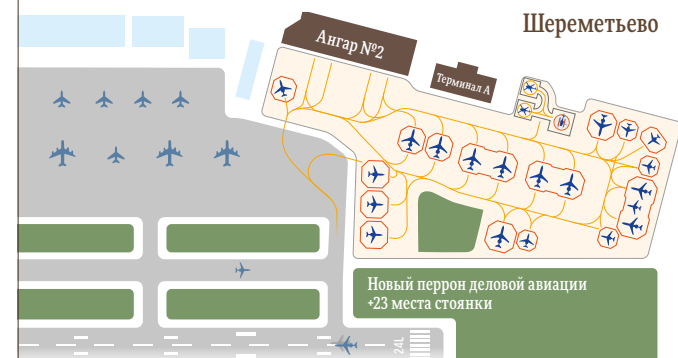 Шереметьево
Ангар №2
Терминал А
Новый перрон деловой авиации
+23 места стоянки
24L